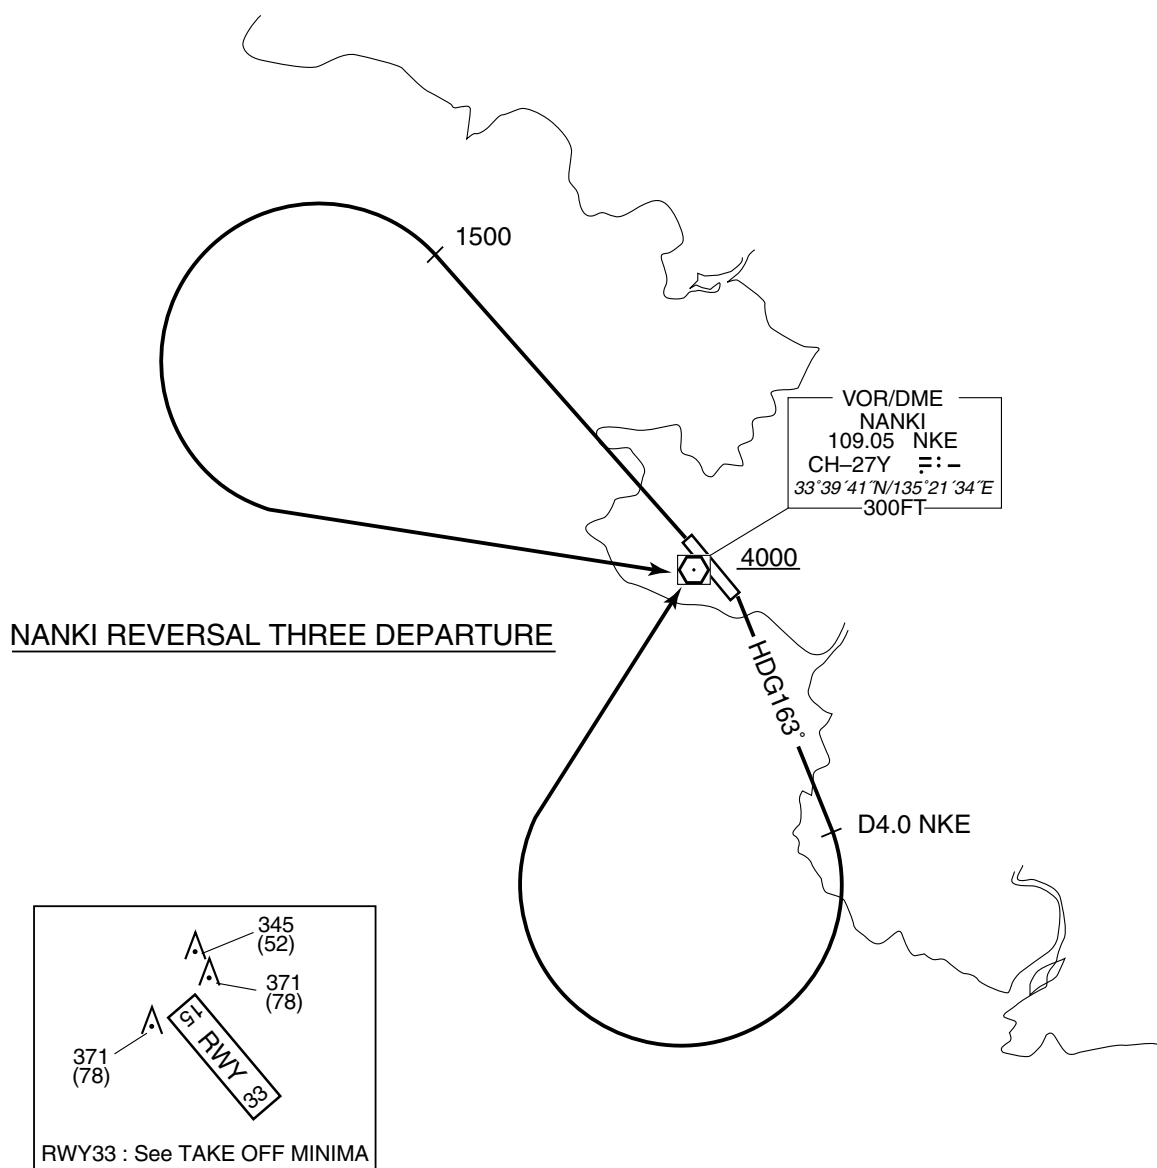 1500
VOR/DME
NANKI
109.05 NKE
CH–27Y
33°39´41˝N/135°21´34˝E
300FT
4000
NANKI REVERSAL THREE DEPARTURE
HDG163°
D4.0 NKE
345
(52)
371
(78)
371
(78)
15 RWY 33
RWY33 : See TAKE OFF MINIMA